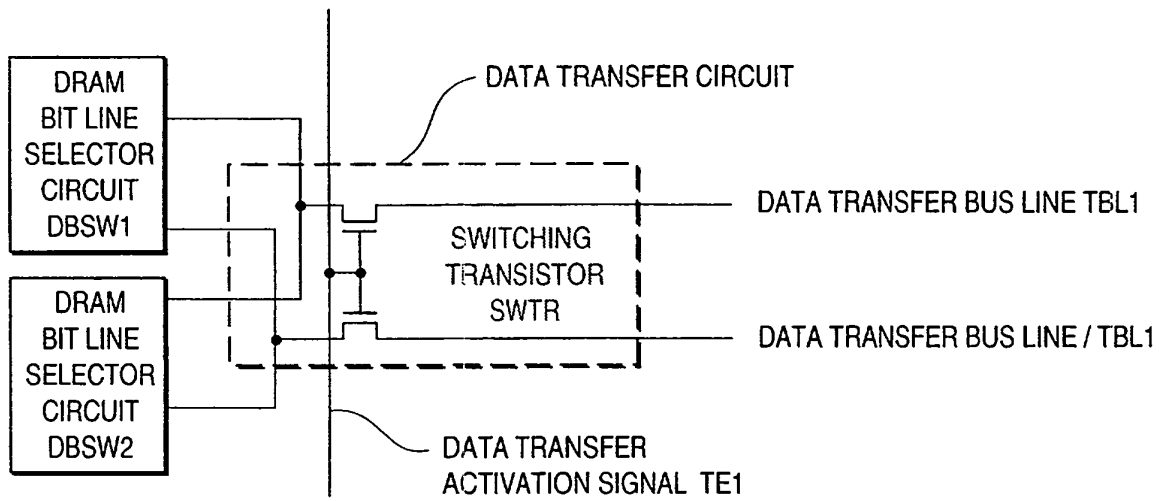 DRAM
BIT LINE
SELECTOR
CIRCUIT
DBSW1
DRAM
BIT LINE
SELECTOR
CIRCUIT
DBSW2
DATA TRANSFER CIRCUIT
SWITCHING
TRANSISTOR
SWTR
DATA TRANSFER BUS LINE TBL1
DATA TRANSFER BUS LINE / TBL1
DATA TRANSFER
ACTIVATION SIGNAL TE1